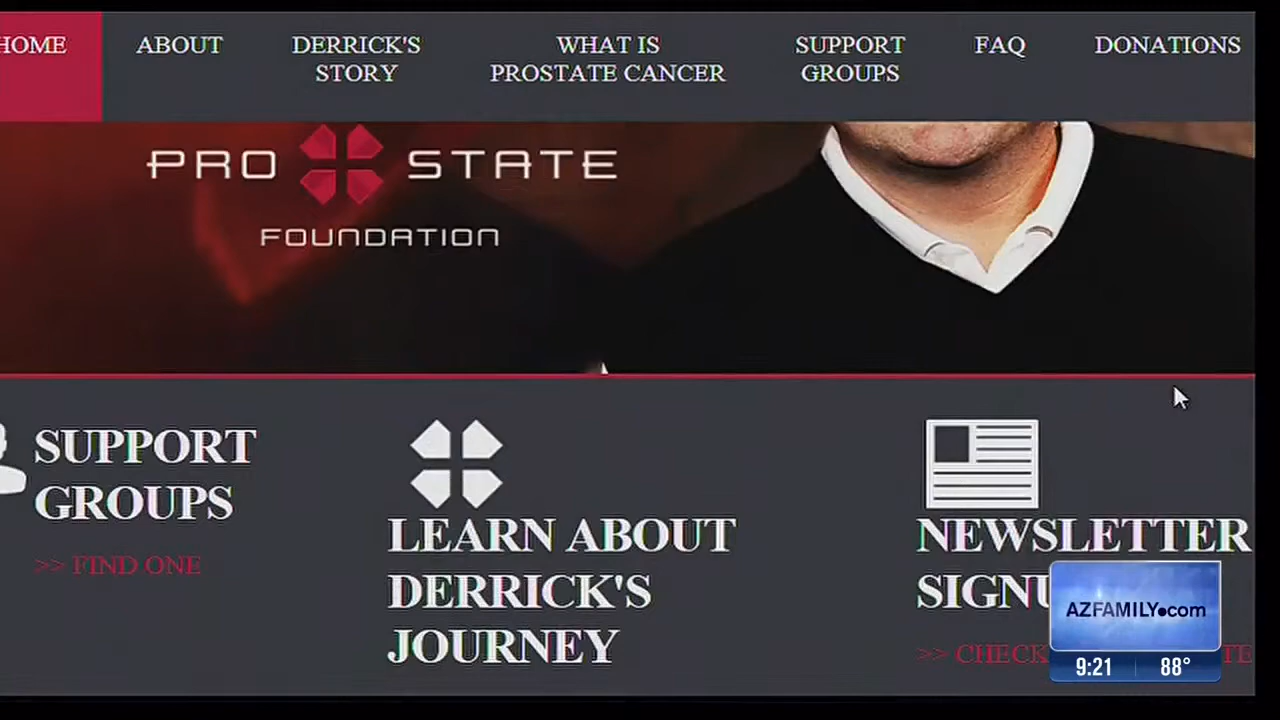 HOME
ABOUT
DERRICK'S
STORY
WHAT IS
PROSTATE CANCER
SUPPORT
GROUPS
FAQ
DONATIONS
PRO STATE
FOUNDATION
SUPPORT
GROUPS
>> FIND ONE
LEARN ABOUT
DERRICK'S
JOURNEY
NEWSLETTER
>> CHECK
AZFAMILY.com
9:21
88°